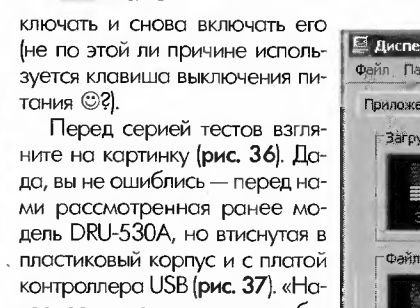 ключать и снова включать его
(не по этой ли причине исполь-
зуется клавиша выключения пи-
тания ☺?).
Перед серией тестов взгля-
ните на картинку (рис. 36). Да-
да, вы не ошиблись — перед на-
ми рассмотренная ранее мо-
дель DRU-530A, но втиснутая в
пластиковый корпус и с платой
контроллера USB (рис. 37). «На-
Диспе
Файл Па
Приложе
Загру
Файл